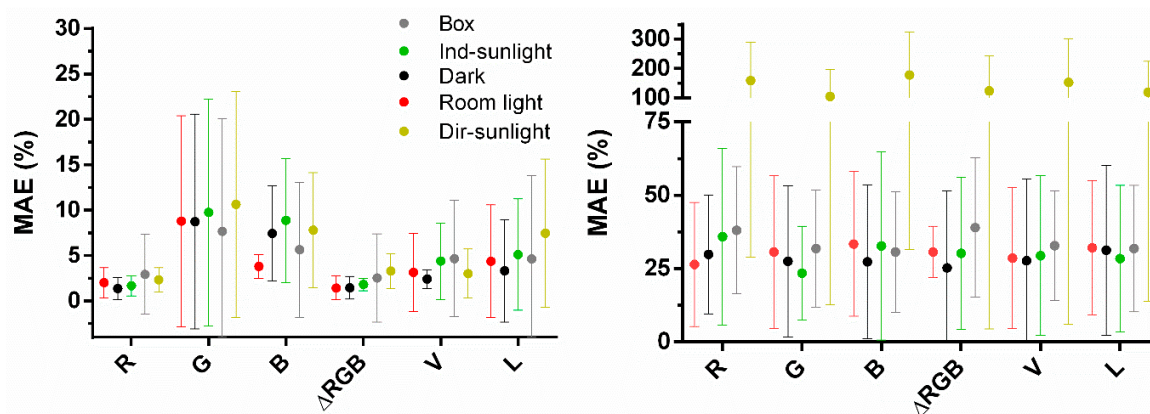 MAE (%)
30
25
20
15
10
5
0
Box
Ind-sunlight
Dark
Room light
Dir-sunlight
R
G
B
ΔRGB
V
L
MAE (%)
300
200
100
75
50
25
0
R
G
B
ΔRGB
V
L